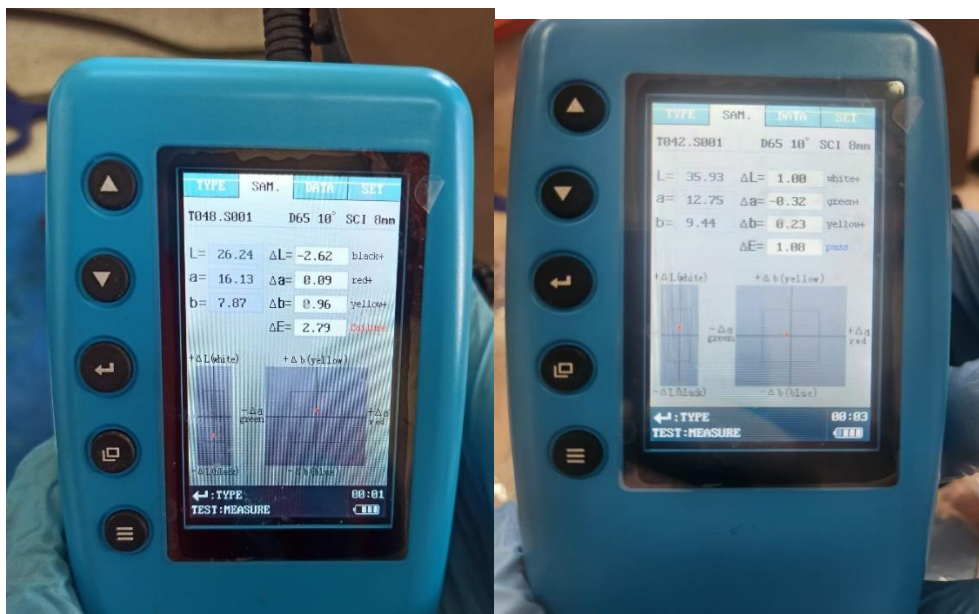 TYPE SAM. DATA SET
T048.S001 D65 10° SCI 8mm
L= 26.24 ΔL= -2.62 black+
a= 16.13 Δa= 0.09 red+
b= 7.87 Δb= 0.96 yellow+
ΔE= 2.79
+ΔL(white) +Δb(yellow)
-Δa +Δa
green red
-ΔL(black) -Δb(blue)
:TYPE 00:01
TEST:MEASURE
TYPE SAM. DATA SET
T042.S001 D65 10° SCI 8mm
L= 35.93 ΔL= 1.00 white+
a= 12.75 Δa= -0.32 green+
b= 9.44 Δb= 0.23 yellow+
ΔE= 1.08 pass
+ΔL(white) +Δb(yellow)
-Δa +Δa
green red
-ΔL(black) -Δb(blue)
:TYPE 00:03
TEST:MEASURE